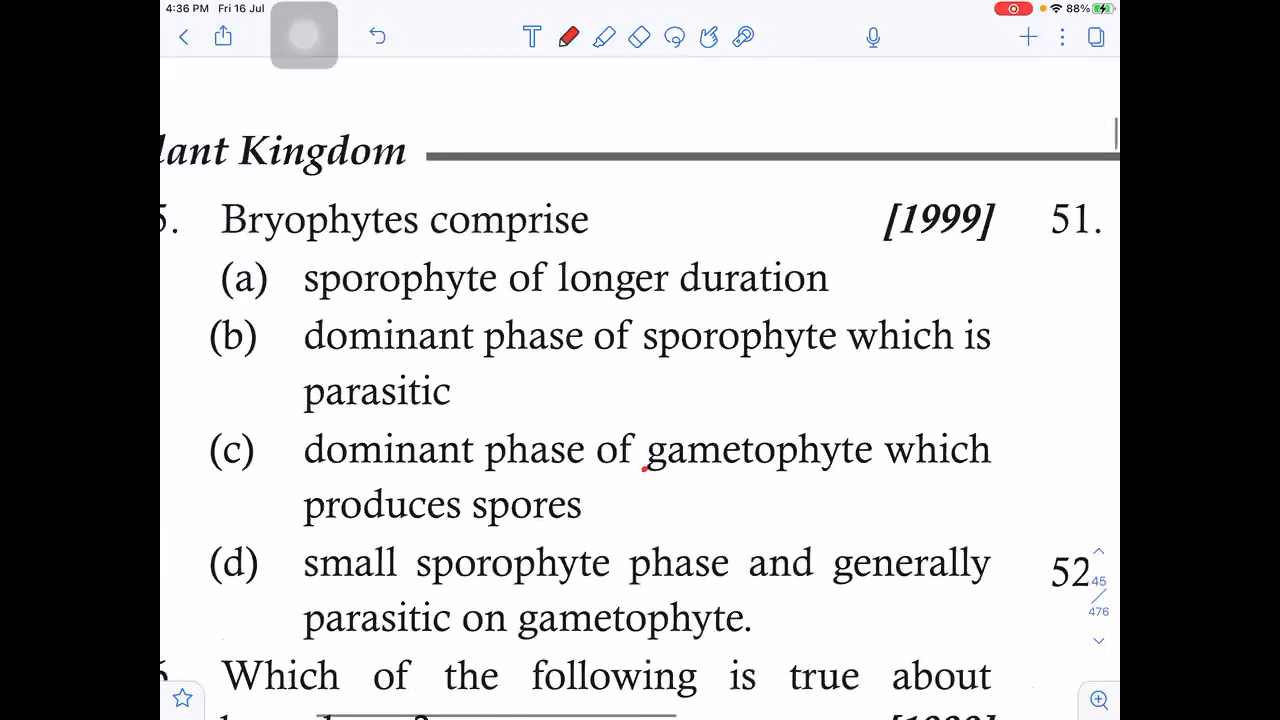 4:36 PM Fri 16 Jul
88%
lant Kingdom
5. Bryophytes comprise [1999] 51.
(a) sporophyte of longer duration
(b) dominant phase of sporophyte which is
parasitic
(c) dominant phase of gametophyte which
produces spores
(d) small sporophyte phase and generally 52
parasitic on gametophyte.
45
476
Which of the following is true about